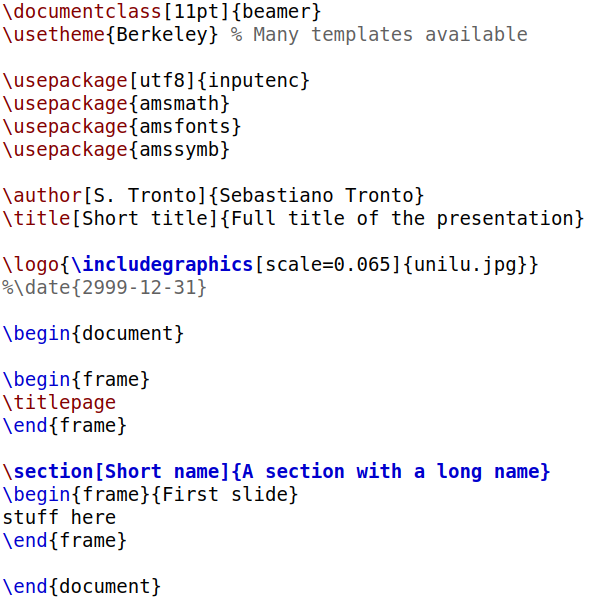 \documentclass[11pt]{beamer}
\usetheme{Berkeley} % Many templates available
\usepackage[utf8]{inputenc}
\usepackage{amsmath}
\usepackage{amsfonts}
\usepackage{amssymb}
\author[S. Tronto]{Sebastiano Tronto}
\title[Short title]{Full title of the presentation}
\logo{\includegraphics[scale=0.065]{unilu.jpg}}
%\date{2999-12-31}
\begin{document}
\begin{frame}
\titlepage
\end{frame}
\section[Short name]{A section with a long name}
\begin{frame}{First slide}
stuff here
\end{frame}
\end{document}